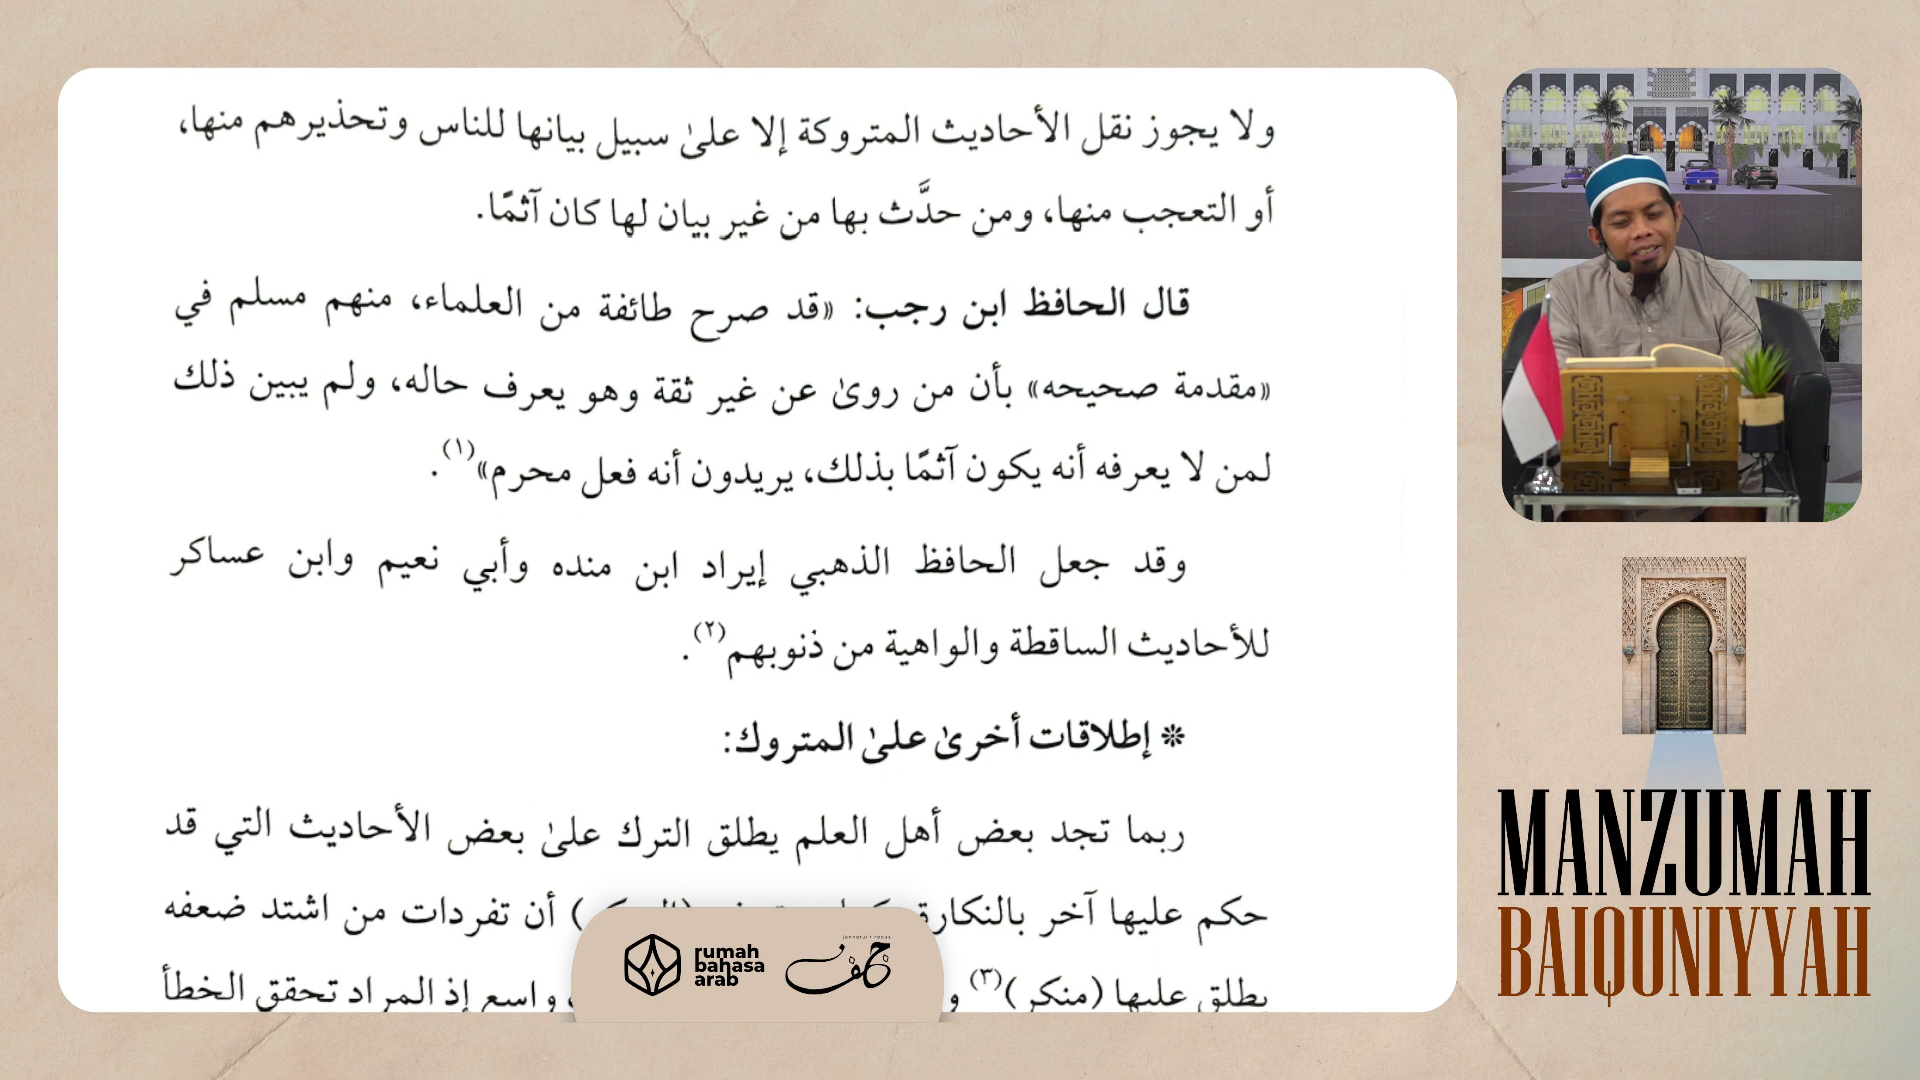 ولا يجوز نقل الأحاديث المتروكة إلا علىٰ سبيل بيانها للناس وتحذيرهم منها،
أو التعجب منها، ومن حدَّث بها من غير بيان لها كان آثمًا.
قال الحافظ ابن رجب: «قد صرح طائفة من العلماء، منهم مسلم في
«مقدمة صحيحه» بأن من روىٰ عن غير ثقة وهو يعرف حاله، ولم يبين ذلك
لمن لا يعرفه أنه يكون آثمًا بذلك، يريدون أنه فعل محرم»(١).
وقد جعل الحافظ الذهبي إيراد ابن منده وأبي نعيم وابن عساكر
للأحاديث الساقطة والواهية من ذنوبهم(٢).
❊ إطلاقات أخرىٰ علىٰ المتروك:
ربما تجد بعض أهل العلم يطلق الترك علىٰ بعض الأحاديث التي قد
حكم عليها آخر بالنكارة ) أن تفردات من اشتد ضعفه
يطلق عليها (منكر)(٣) و واسع إذ المراد تحقق الخطأ
rumah
bahasa
arab
MANZUMAH
BAIQUNIYYAH